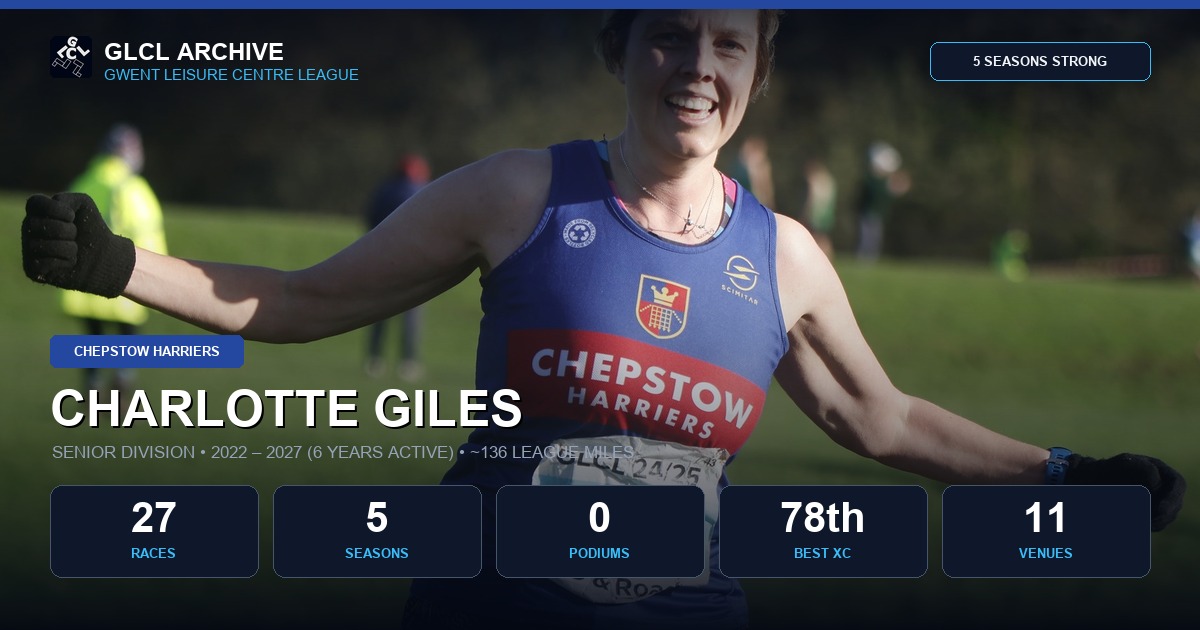 GLCL ARCHIVE
GWENT LEISURE CENTRE LEAGUE
5 SEASONS STRONG
SCIMITAR
CHEPSTOW
HARRIERS
CHEPSTOW HARRIERS
CHARLOTTE GILES
SENIOR DIVISION • 2022 – 2027 (6 YEARS ACTIVE) • ~136 LEAGUE MILES
GLCL 24/25
27
RACES
5
SEASONS
0
PODIUMS
78th
BEST XC
11
VENUES
& Road